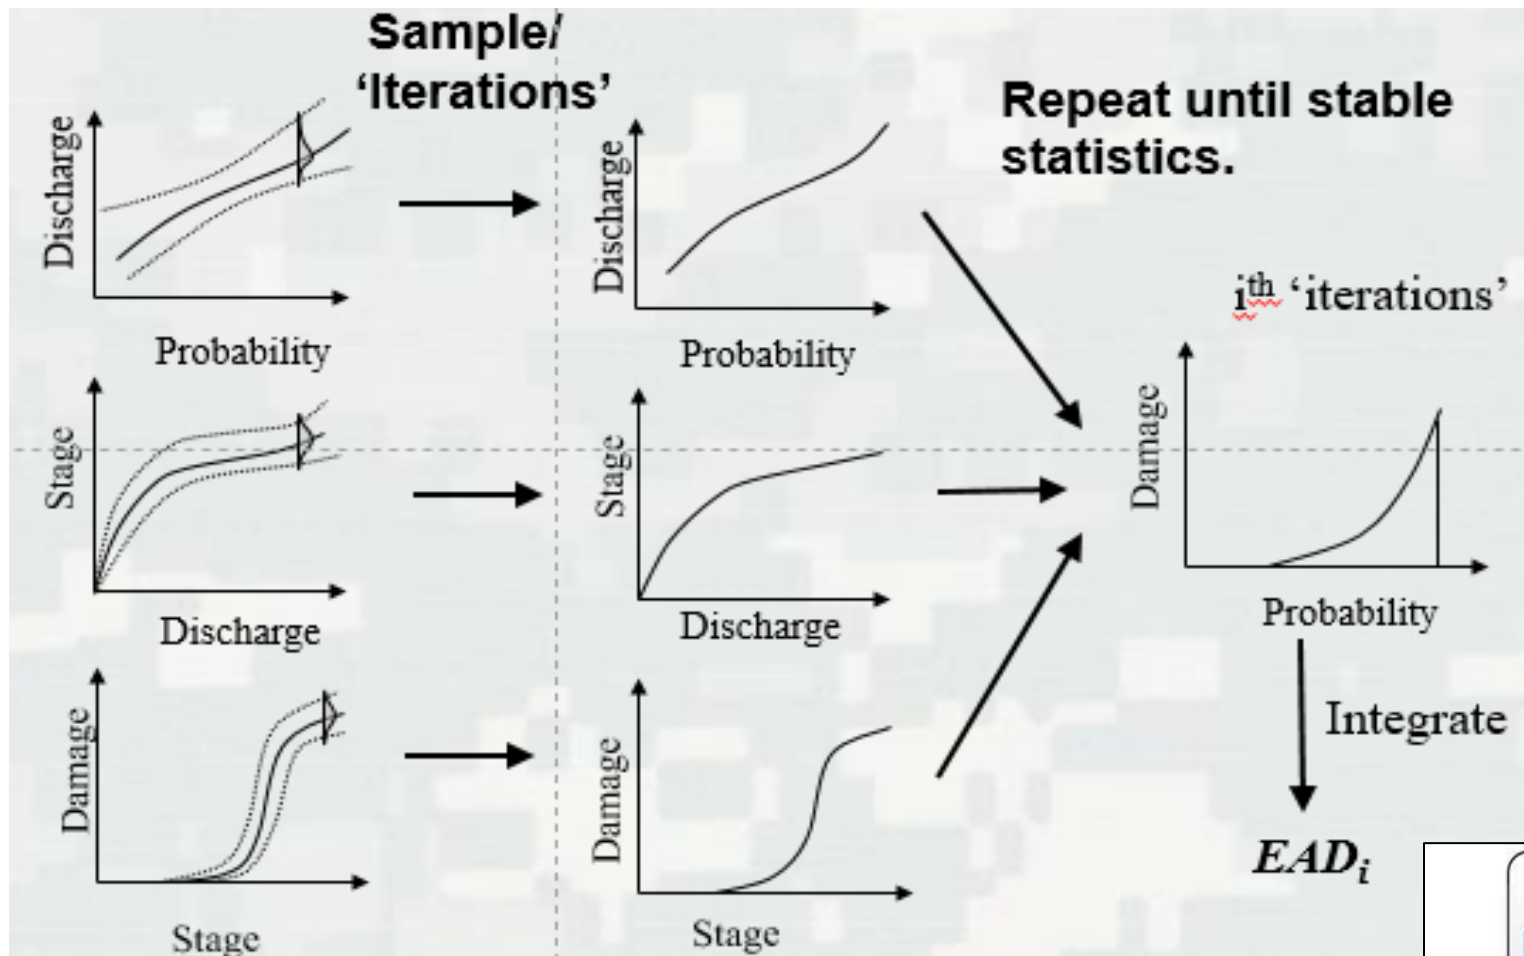 Sample/
‘Iterations’
Repeat until stable
statistics.
Discharge
Probability
Discharge
Probability
ith ‘iterations’
Stage
Discharge
Stage
Discharge
Damage
Probability
Integrate
EADi
Damage
Stage
Damage
Stage